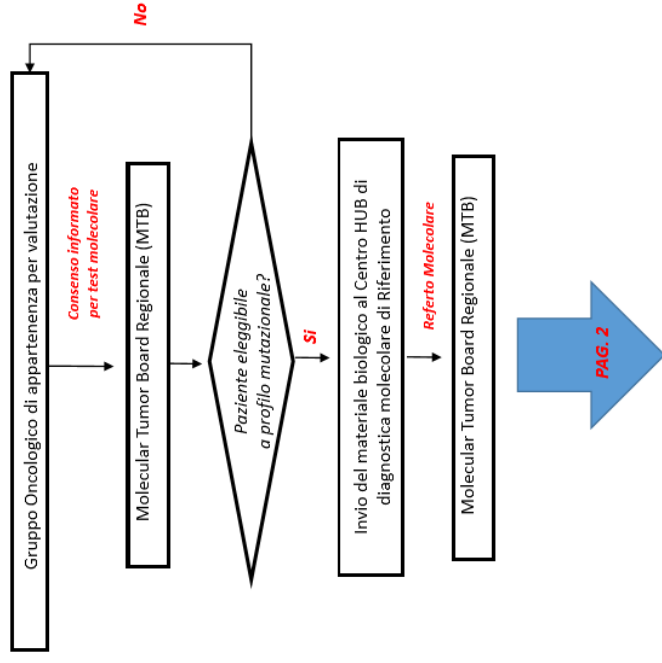 Gruppo Oncologico di appartenenza per valutazione
No
Consenso informato
per test molecolare
Molecular Tumor Board Regionale (MTB)
Paziente eleggibile
a profilo mutazionale?
Si
Invio del materiale biologico al Centro HUB di
diagnostica molecolare di Riferimento
Referto Molecolare
Molecular Tumor Board Regionale (MTB)
PAG. 2